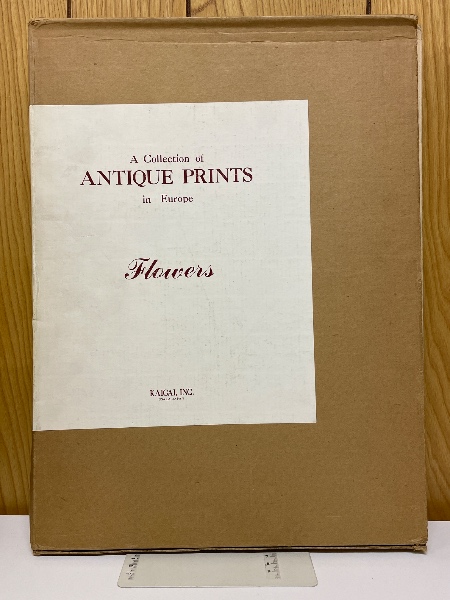 A Collection of
ANTIQUE PRINTS
in Europe
Flowers
KAIGAI, INC.